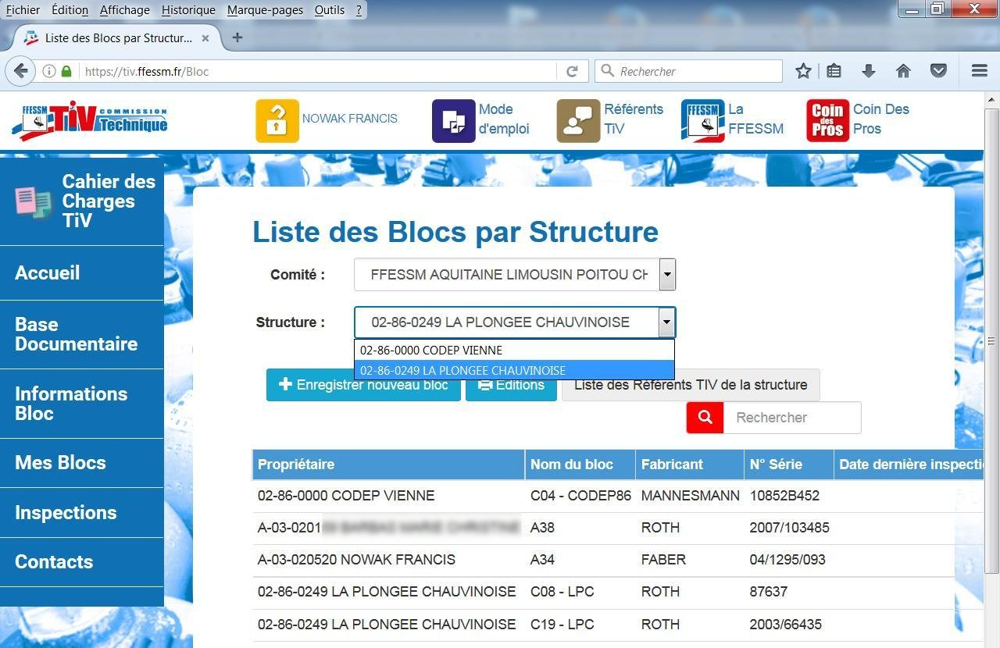 Fichier Édition Affichage Historique Marque-pages Outils ?
Liste des Blocs par Structur...
https://tiv.ffessm.fr/Bloc
Rechercher
FFESSM TiV COMMISSION Technique
NOWAK FRANCIS
Mode
d'emploi
Référents
TiV
FFESSM
La
FFESSM
Coin des Pros
Coin Des
Pros
Cahier des
Charges
TiV
Accueil
Base
Documentaire
Informations
Bloc
Mes Blocs
Inspections
Contacts
Liste des Blocs par Structure
Comité : FFESSM AQUITAINE LIMOUSIN POITOU CH
Structure : 02-86-0249 LA PLONGEE CHAUVINOISE
02-86-0000 CODEP VIENNE
02-86-0249 LA PLONGEE CHAUVINOISE
Enregistrer nouveau bloc Editions Liste des Référents TIV de la structure
Rechercher
Propriétaire Nom du bloc Fabricant N° Série Date dernière inspecti
02-86-0000 CODEP VIENNE C04 - CODEP86 MANNESMANN 10852B452
A-03-0201 A38 ROTH 2007/103485
A-03-020520 NOWAK FRANCIS A34 FABER 04/1295/093
02-86-0249 LA PLONGEE CHAUVINOISE C08 - LPC ROTH 87637
02-86-0249 LA PLONGEE CHAUVINOISE C19 - LPC ROTH 2003/66435